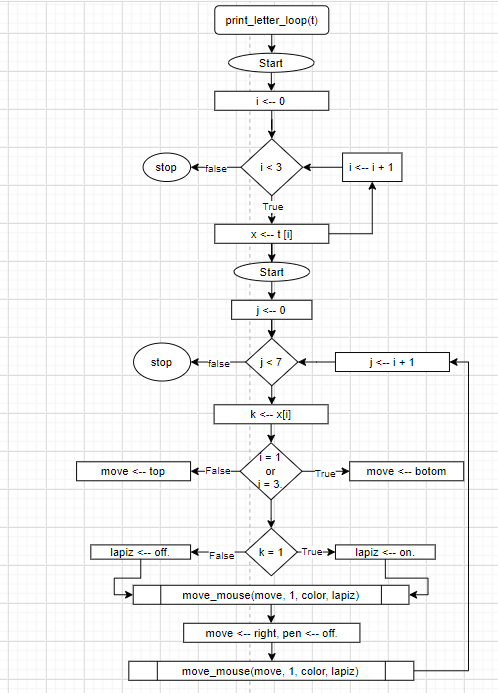 print_letter_loop(t)
Start
i <-- 0
stop
false
i < 3
i <-- i + 1
True
x <-- t [i]
Start
j <-- 0
stop
false
j < 7
j <-- i + 1
k <-- x[i]
move <-- top
False
i = 1
or
i = 3
True
move <-- botom
lapiz <-- off.
False
k = 1
True
lapiz <-- on.
move_mouse(move, 1, color, lapiz)
move <-- right, pen <-- off.
move_mouse(move, 1, color, lapiz)